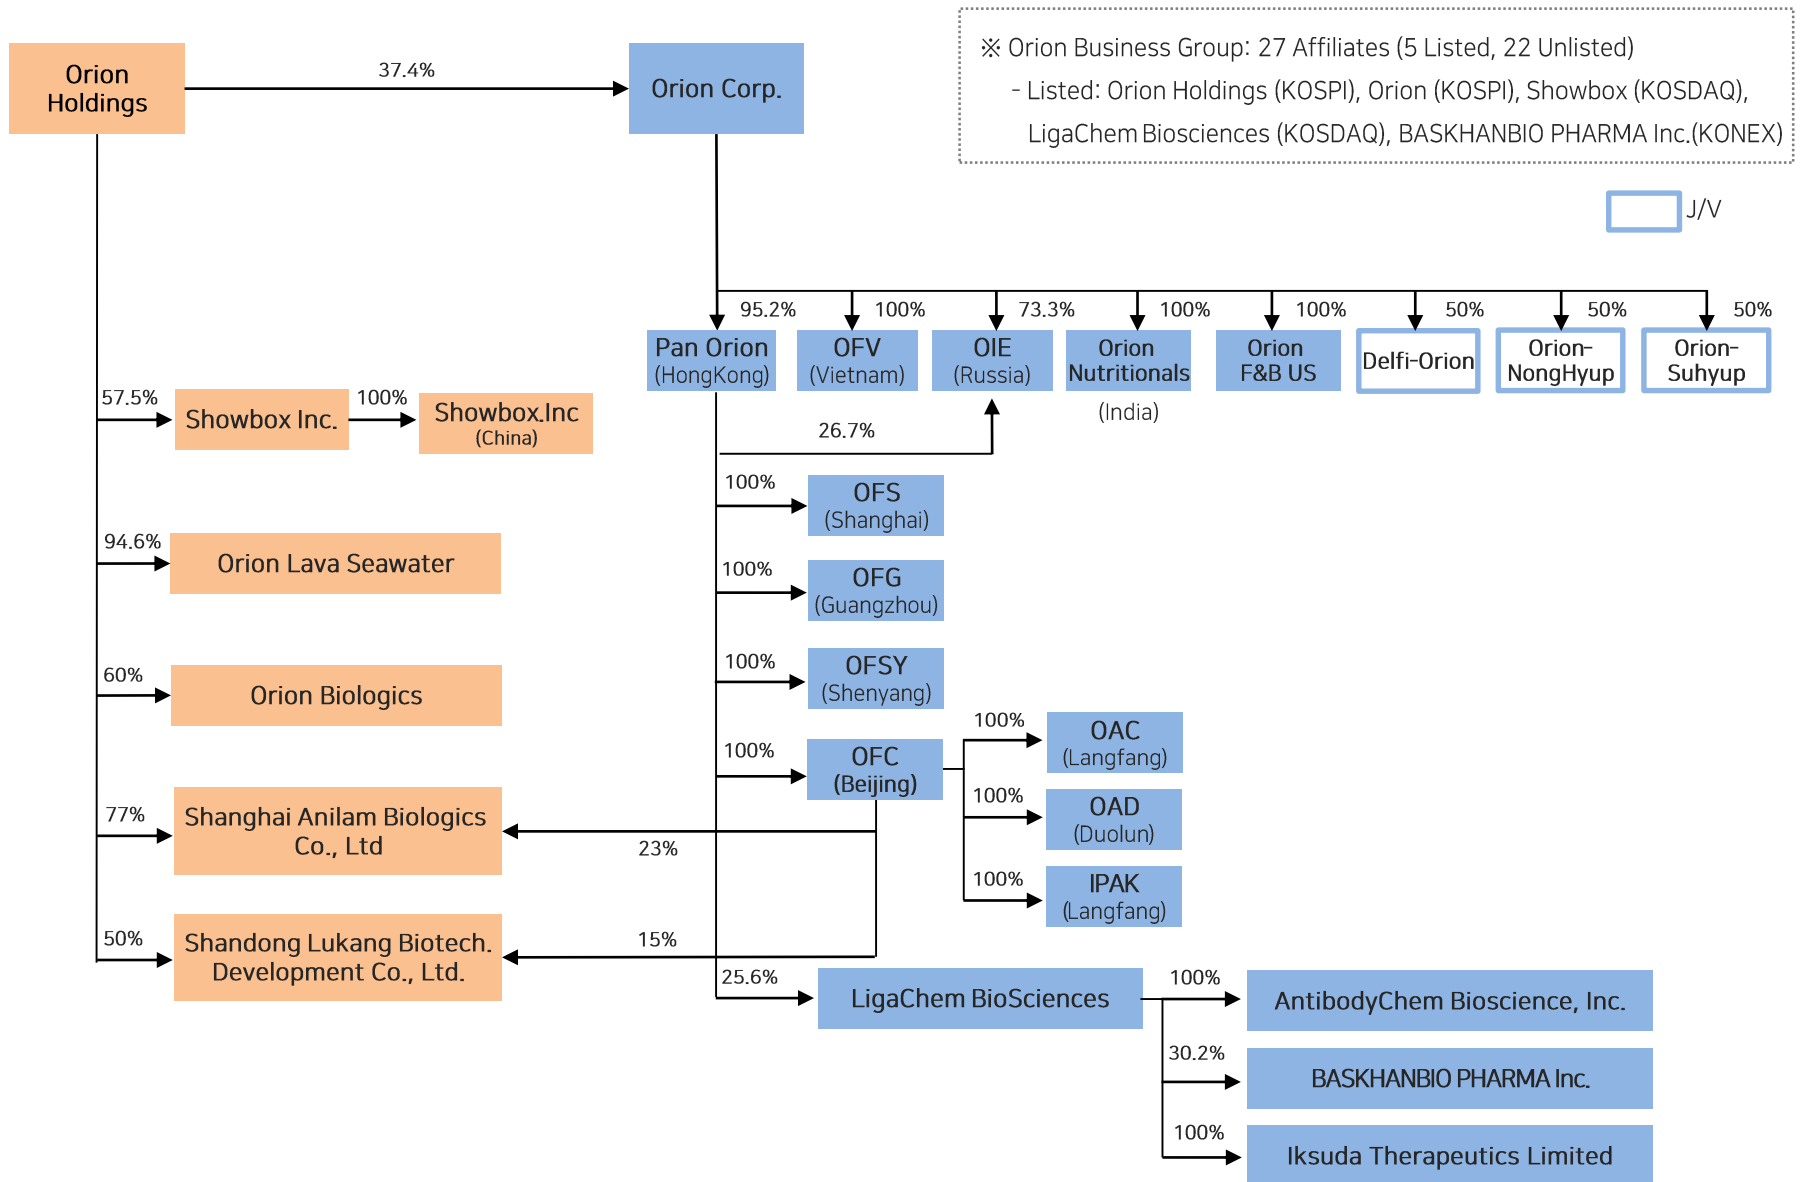 ※ Orion Business Group: 27 Affiliates (5 Listed, 22 Unlisted)
- Listed: Orion Holdings (KOSPI), Orion (KOSPI), Showbox (KOSDAQ),
LigaChem Biosciences (KOSDAQ), BASKHANBIO PHARMA Inc.(KONEX)
J/V
Orion
Holdings
37.4%
Orion Corp.
95.2%
100%
73.3%
100%
100%
50%
50%
50%
Pan Orion
(HongKong)
OFV
(Vietnam)
OIE
(Russia)
Orion
Nutritionals
(India)
Orion
F&B US
Delfi-Orion
Orion-
NongHyup
Orion-
Suhyup
57.5%
Showbox Inc.
100%
Showbox.Inc
(China)
26.7%
94.6%
Orion Lava Seawater
60%
Orion Biologics
77%
Shanghai Anilam Biologics
Co., Ltd
50%
Shandong Lukang Biotech.
Development Co., Ltd.
100%
OFS
(Shanghai)
100%
OFG
(Guangzhou)
100%
OFSY
(Shenyang)
100%
OFC
(Beijing)
23%
15%
100%
OAC
(Langfang)
100%
OAD
(Duolun)
100%
IPAK
(Langfang)
25.6%
LigaChem BioSciences
100%
AntibodyChem Bioscience, Inc.
30.2%
BASKHANBIO PHARMA Inc.
100%
Iksuda Therapeutics Limited